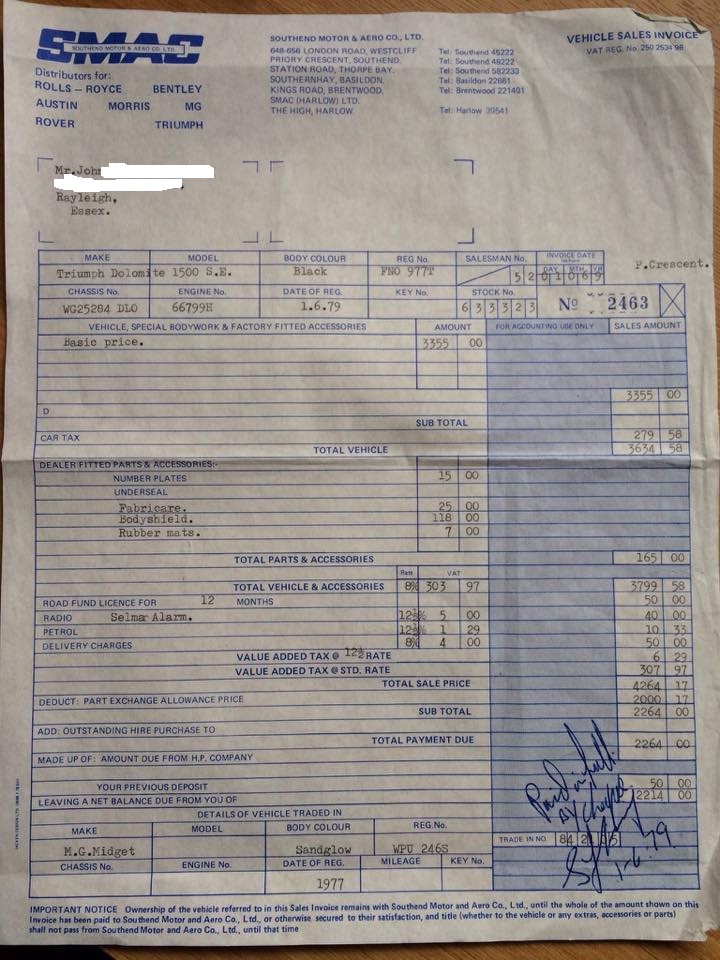 SMAC
SOUTHEND MOTOR & AERO CO. LTD.
Distributors for:
ROLLS – ROYCE BENTLEY
AUSTIN MORRIS MG
ROVER TRIUMPH
SOUTHEND MOTOR & AERO CO., LTD.
648-656 LONDON ROAD, WESTCLIFF Tel: Southend 45222
PRIORY CRESCENT, SOUTHEND. Tel: Southend 48222
STATION ROAD, THORPE BAY. Tel: Southend 582233
SOUTHERNHAY, BASILDON. Tel: Basildon 22661
KINGS ROAD, BRENTWOOD. Tel: Brentwood 221401
SMAC (HARLOW) LTD.
THE HIGH, HARLOW Tel: Harlow 39541
VEHICLE SALES INVOICE
VAT REG. No. 250 2534 96
Mr. John
Rayleigh,
Essex.
MAKE MODEL BODY COLOUR REG No. SALESMAN No. INVOICE DATE
DAY MTH. YR
Triumph Dolomite 1500 S.E. Black FNO 977T 52 01 06 9 P.Crescent.
CHASSIS No. ENGINE No. DATE OF REG. KEY No. STOCK No.
WG25284 DLO 66799H 1.6.79 633323 No 2463
VEHICLE, SPECIAL BODYWORK & FACTORY FITTED ACCESSORIES AMOUNT FOR ACCOUNTING USE ONLY SALES AMOUNT
Basic price. 3355 00
3355 00
D
SUB TOTAL
CAR TAX 279 58
TOTAL VEHICLE 3634 58
DEALER FITTED PARTS & ACCESSORIES:-
NUMBER PLATES 15 00
UNDERSEAL
Fabricare. 25 00
Bodyshield. 118 00
Rubber mats. 7 00
TOTAL PARTS & ACCESSORIES 165 00
Rate VAT
TOTAL VEHICLE & ACCESSORIES 8% 303 97 3799 58
ROAD FUND LICENCE FOR 12 MONTHS 50 00
RADIO Selma Alarm. 12½% 5 00 40 00
PETROL 12½% 1 29 10 33
DELIVERY CHARGES 8% 4 00 50 00
VALUE ADDED TAX @ 12½ RATE 6 29
VALUE ADDED TAX @ STD. RATE 307 97
TOTAL SALE PRICE 4264 17
DEDUCT: PART EXCHANGE ALLOWANCE PRICE 2000 17
SUB TOTAL 2264 00
ADD: OUTSTANDING HIRE PURCHASE TO
TOTAL PAYMENT DUE 2264 00
MADE UP OF: AMOUNT DUE FROM H.P. COMPANY
YOUR PREVIOUS DEPOSIT 50 00
LEAVING A NET BALANCE DUE FROM YOU OF 2214 00
Paid in full.
By Cheque.
1-6-79
DETAILS OF VEHICLE TRADED IN
MAKE MODEL BODY COLOUR REG.No. TRADE IN NO. 84
M.G.Midget Sandglow WPU 246S
CHASSIS No. ENGINE No. DATE OF REG. MILEAGE KEY No.
1977
IMPORTANT NOTICE Ownership of the vehicle referred to in this Sales Invoice remains with Southend Motor and Aero Co., Ltd., until the whole of the amount shown on this
Invoice has been paid to Southend Motor and Aero Co., Ltd., or otherwise secured to their satisfaction, and title (whether to the vehicle or any extras, accessories or parts)
shall not pass from Southend Motor and Aero Co., Ltd., until that time